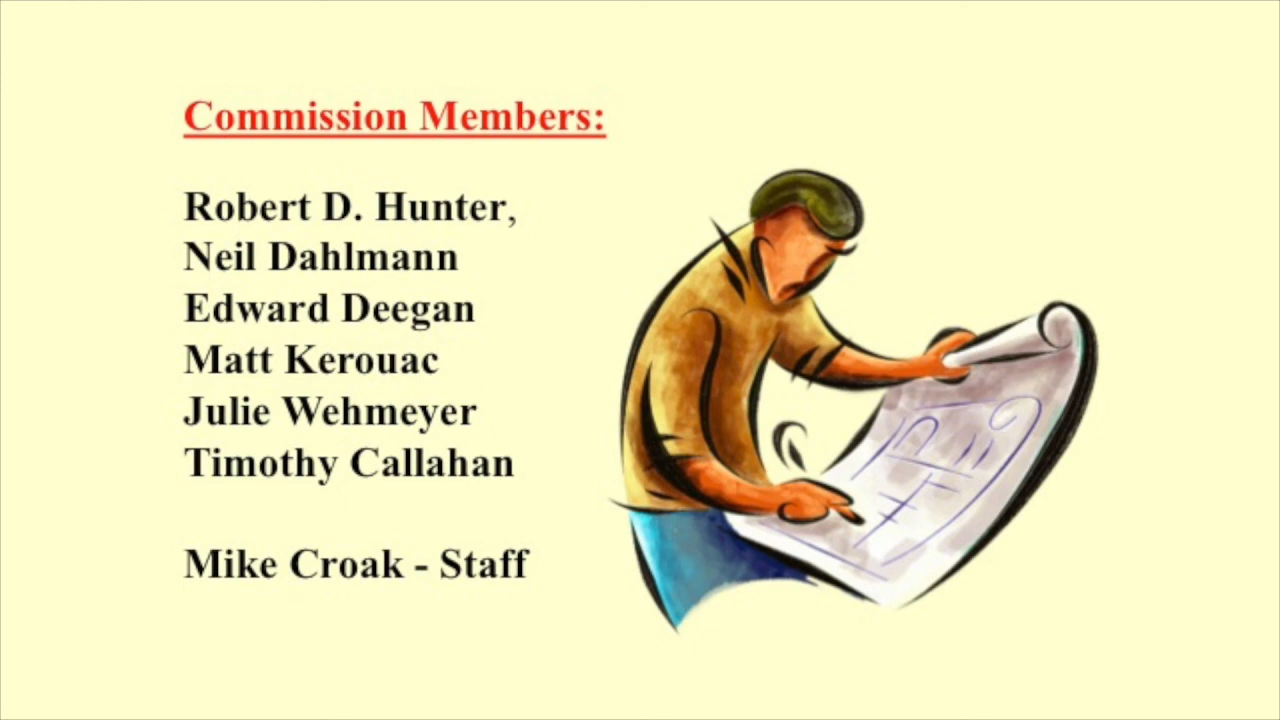 Commission Members:
Robert D. Hunter,
Neil Dahlmann
Edward Deegan
Matt Kerouac
Julie Wehmeyer
Timothy Callahan
Mike Croak - Staff